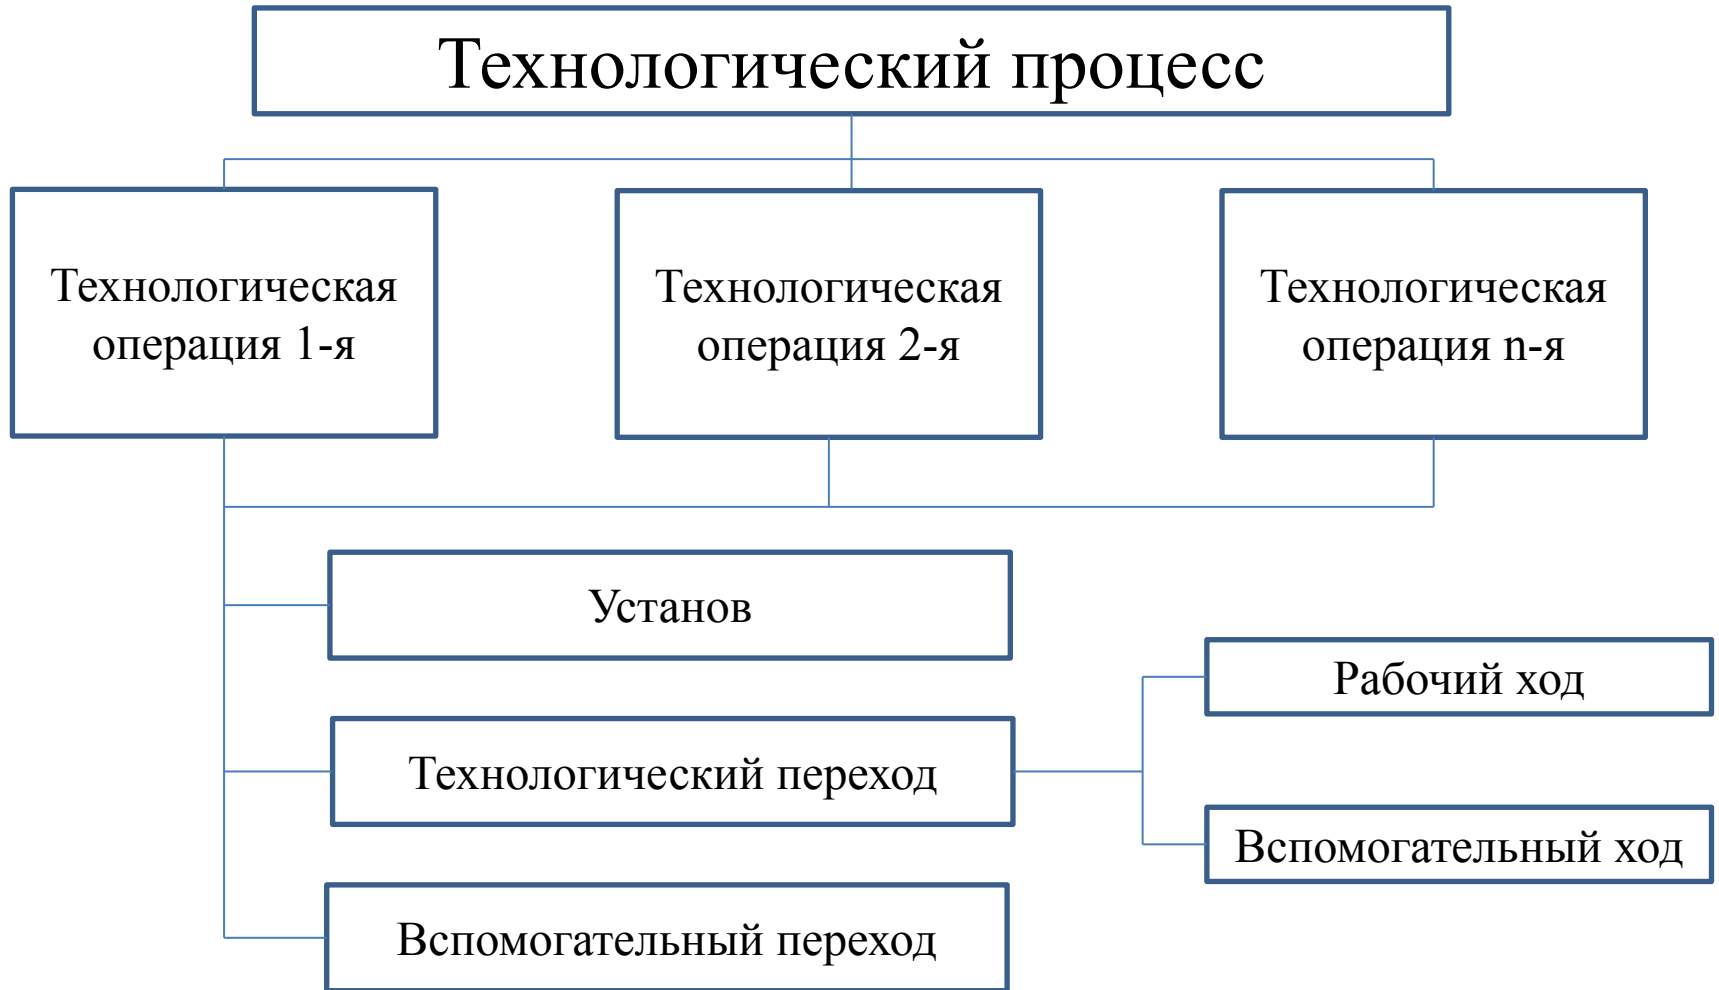 Технологический процесс
Технологическая
операция 1-я
Технологическая
операция 2-я
Технологическая
операция n-я
Установ
Технологический переход
Вспомогательный переход
Рабочий ход
Вспомогательный ход